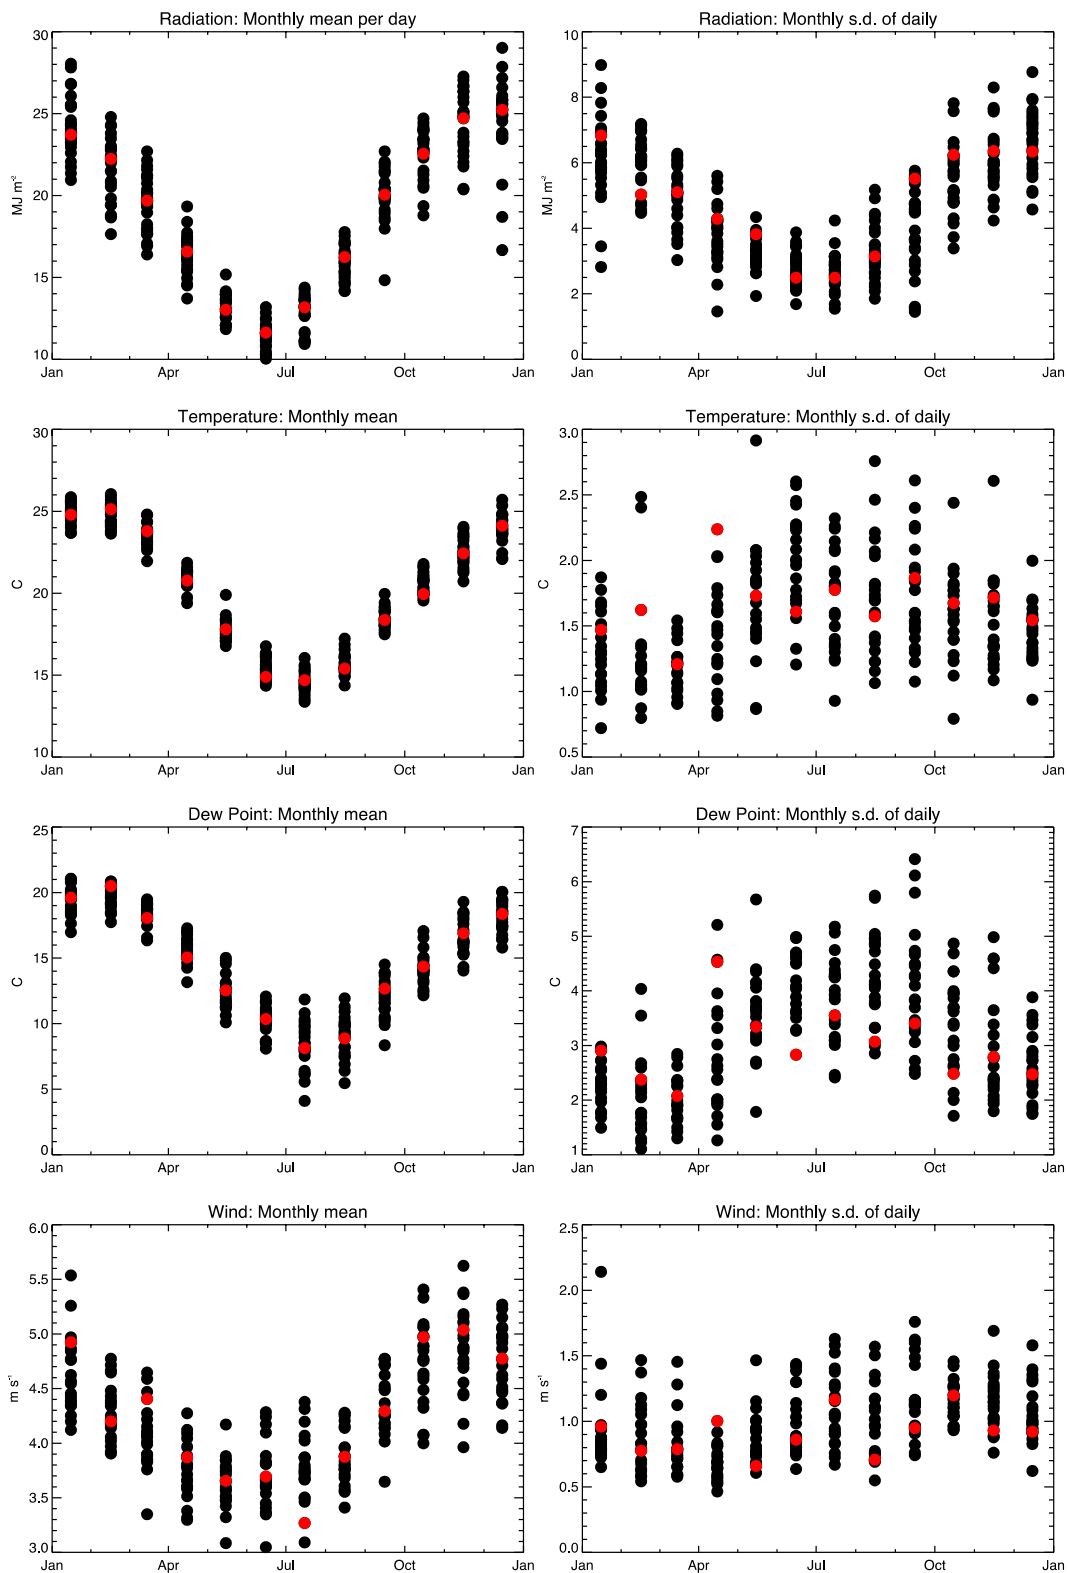 Radiation: Monthly mean per day
30
25
20
15
10
MJ m⁻²
Jan Apr Jul Oct Jan
Radiation: Monthly s.d. of daily
10
8
6
4
2
0
MJ m⁻²
Jan Apr Jul Oct Jan
Temperature: Monthly mean
30
25
20
15
10
C
Jan Apr Jul Oct Jan
Temperature: Monthly s.d. of daily
3.0
2.5
2.0
1.5
1.0
0.5
C
Jan Apr Jul Oct Jan
Dew Point: Monthly mean
25
20
15
10
5
0
C
Jan Apr Jul Oct Jan
Dew Point: Monthly s.d. of daily
7
6
5
4
3
2
1
C
Jan Apr Jul Oct Jan
Wind: Monthly mean
6.0
5.5
5.0
4.5
4.0
3.5
3.0
m s⁻¹
Jan Apr Jul Oct Jan
Wind: Monthly s.d. of daily
2.5
2.0
1.5
1.0
0.5
0.0
m s⁻¹
Jan Apr Jul Oct Jan